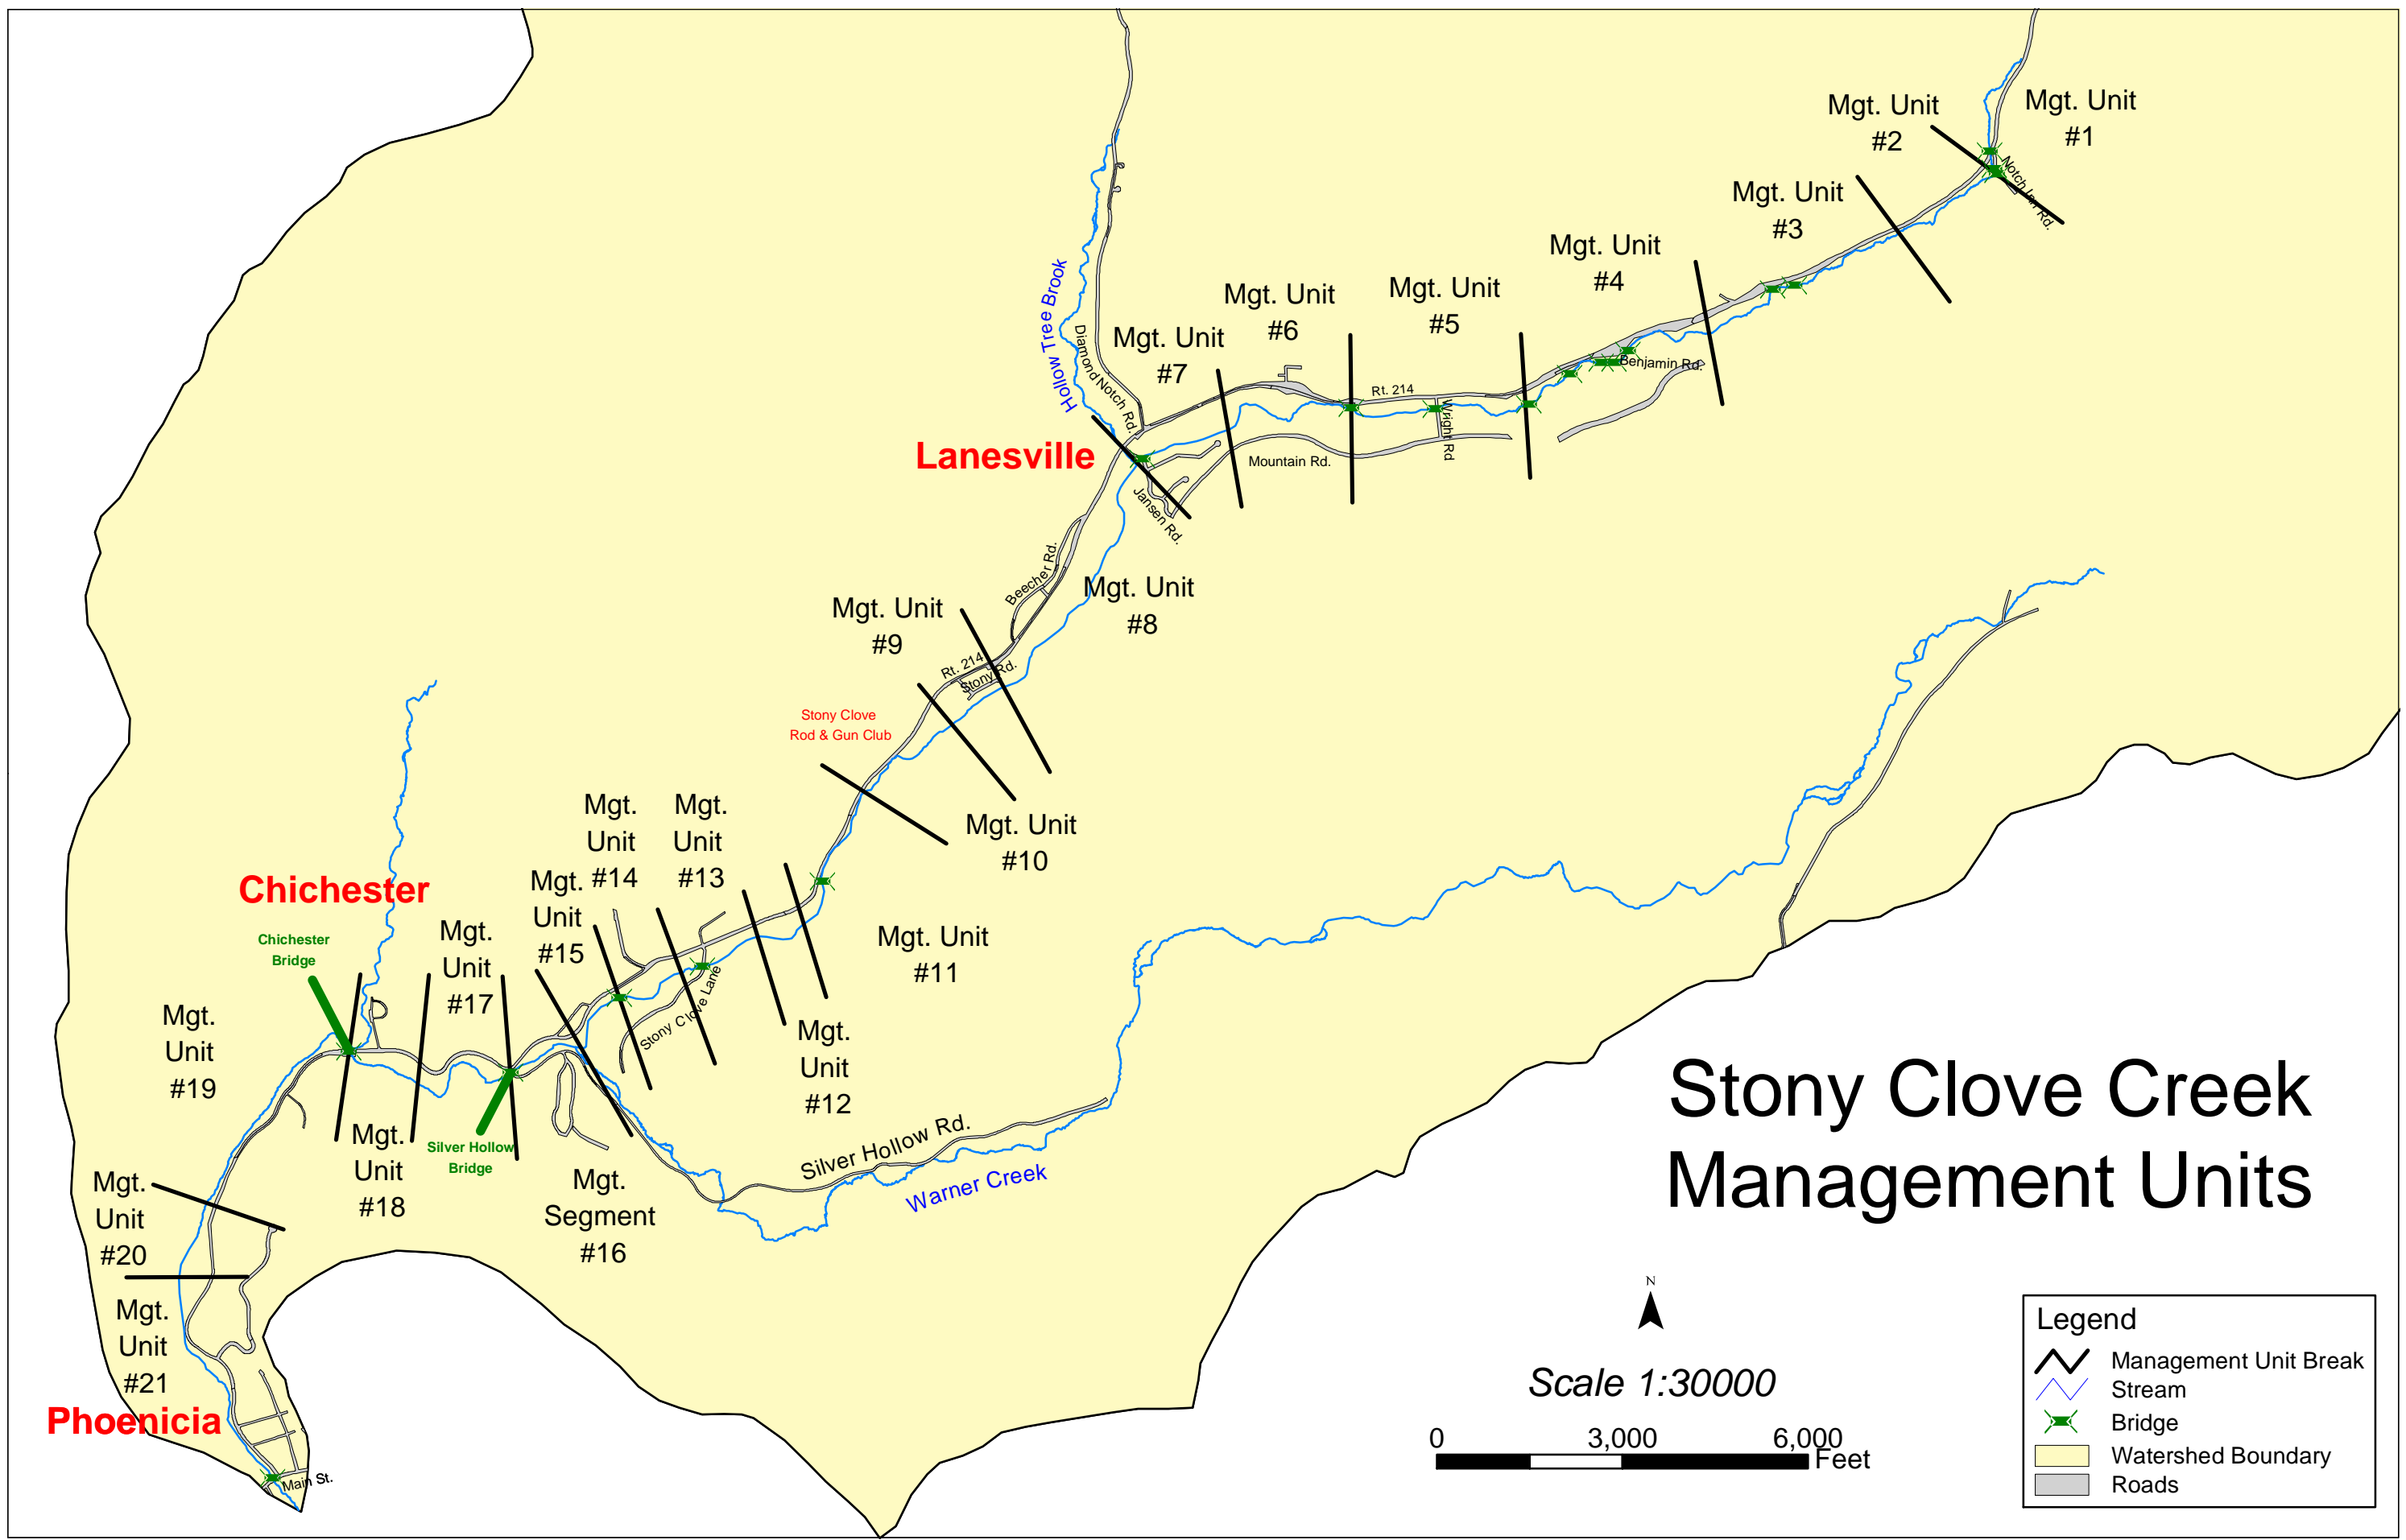 Mgt. Unit
#1
Mgt. Unit
#2
Notch Inn Rd.
Mgt. Unit
#3
Mgt. Unit
#4
Benjamin Rd.
Mgt. Unit
#5
Rt. 214
Wright Rd
Mgt. Unit
#6
Mountain Rd.
Mgt. Unit
#7
Hollow Tree Brook
Diamond Notch Rd.
Lanesville
Jansen Rd.
Beecher Rd.
Mgt. Unit
#8
Mgt. Unit
#9
Rt. 214
Stony Rd.
Stony Clove
Rod & Gun Club
Mgt. Unit
#10
Mgt. Unit
#11
Mgt.
Unit
#12
Mgt.
Unit
#13
Mgt.
Unit
#14
Mgt.
Unit
#15
Stony Clove Lane
Chichester
Chichester
Bridge
Mgt.
Unit
#17
Mgt.
Unit
#19
Mgt.
Unit
#18
Silver Hollow
Bridge
Mgt.
Segment
#16
Silver Hollow Rd.
Warner Creek
Mgt.
Unit
#20
Mgt.
Unit
#21
Phoenicia
Main St.
Stony Clove Creek
Management Units
N
Scale 1:30000
0 3,000 6,000
Feet
Legend
Management Unit Break
Stream
Bridge
Watershed Boundary
Roads